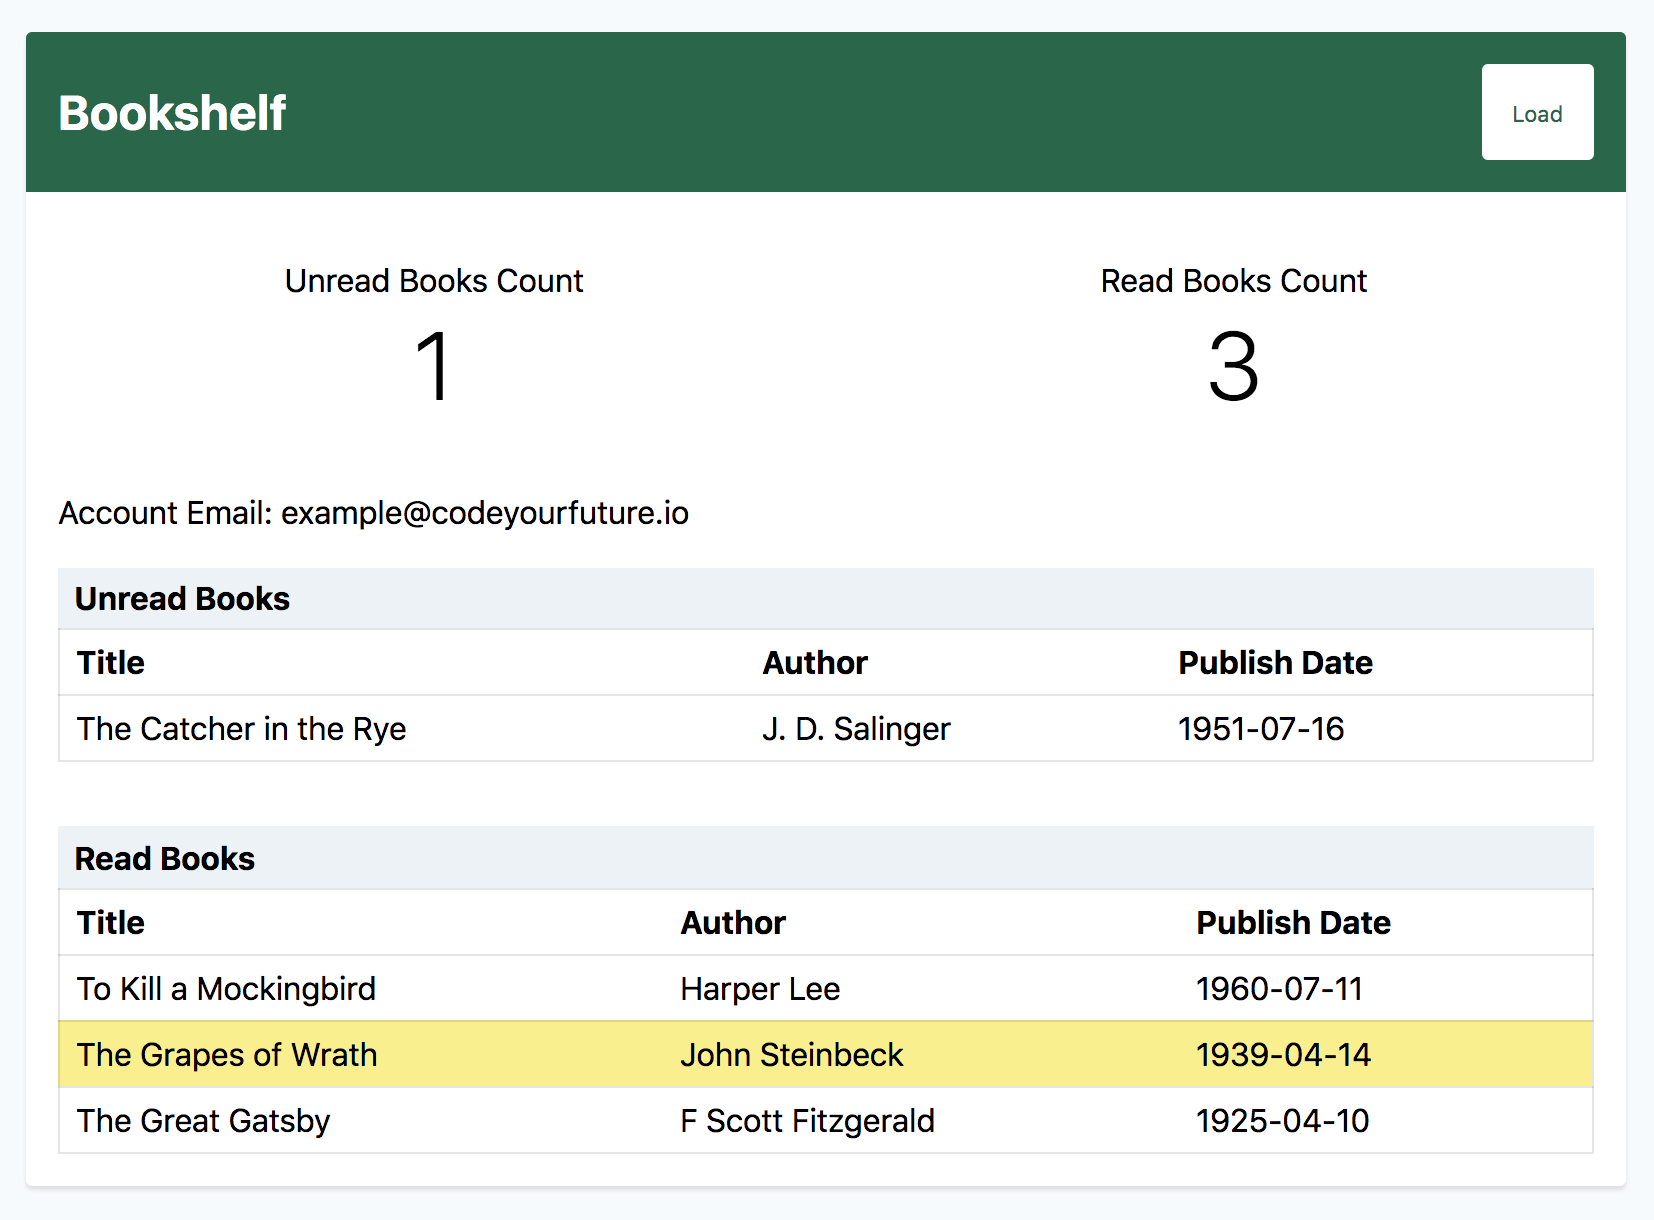 Bookshelf
Load
Unread Books Count
Read Books Count
1
3
Account Email: example@codeyourfuture.io
Unread Books
Title Author Publish Date
The Catcher in the Rye J. D. Salinger 1951-07-16
Read Books
Title Author Publish Date
To Kill a Mockingbird Harper Lee 1960-07-11
The Grapes of Wrath John Steinbeck 1939-04-14
The Great Gatsby F Scott Fitzgerald 1925-04-10